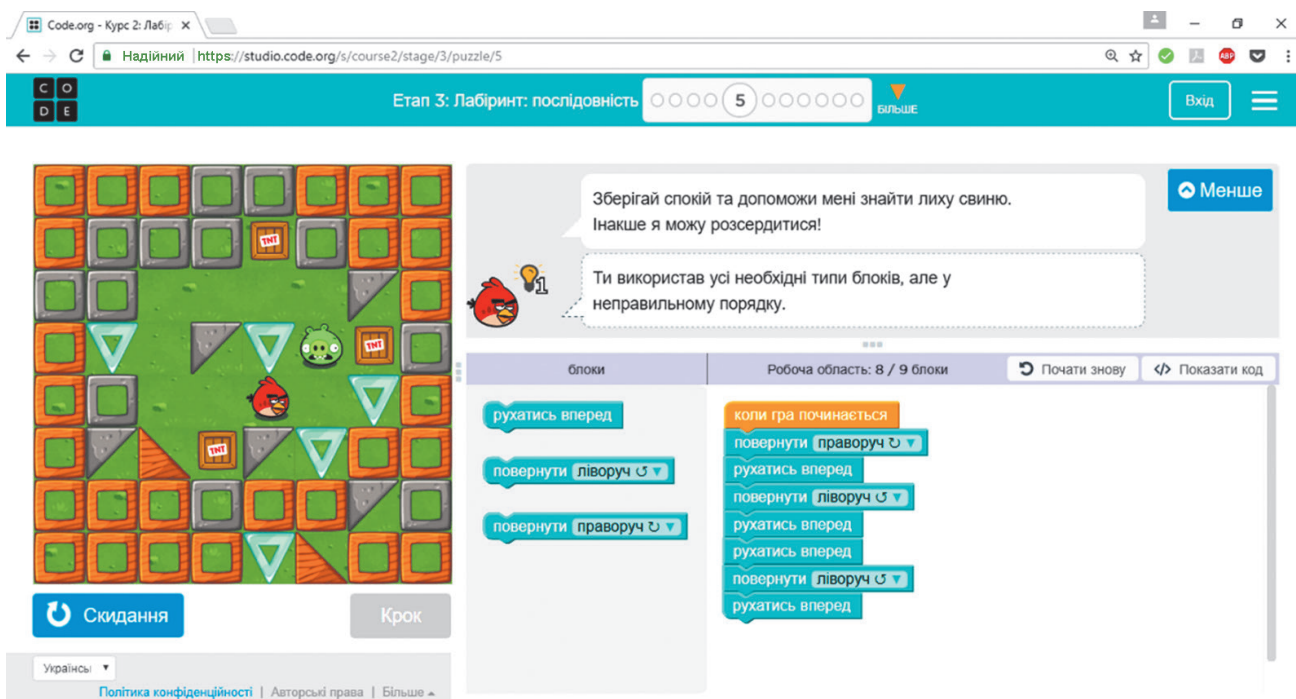 Code.org - Курс 2: Лабір
Надійний | https://studio.code.org/s/course2/stage/3/puzzle/5
C O
D E
Етап 3: Лабіринт: послідовність
5
БІЛЬШЕ
Вхід
Зберігай спокій та допоможи мені знайти лиху свиню.
Інакше я можу розсердитися!
Менше
1
Ти використав усі необхідні типи блоків, але у
неправильному порядку.
TNT
TNT
TNT
блоки
Робоча область: 8 / 9 блоки
Почати знову
</> Показати код
рухатись вперед
повернути ліворуч
повернути праворуч
коли гра починається
повернути праворуч
рухатись вперед
повернути ліворуч
рухатись вперед
рухатись вперед
повернути ліворуч
рухатись вперед
Скидання
Крок
Українсы
Політика конфіденційності | Авторські права | Більше
ABP